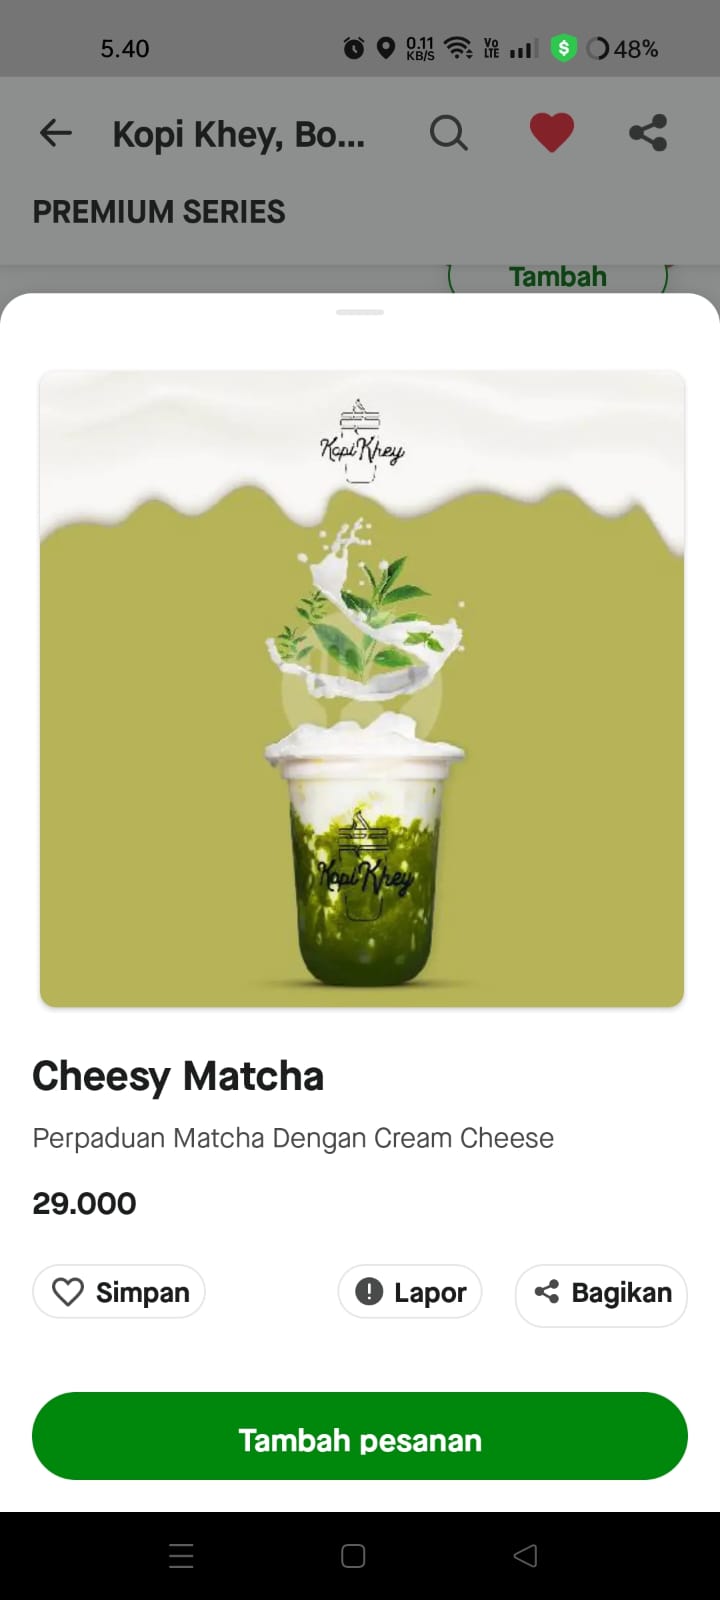 5.40
0.11
KB/S
Vo
LTE
$
48%
Kopi Khey, Bo...
PREMIUM SERIES
Tambah
Kopi Khey
Kopi Khey
Cheesy Matcha
Perpaduan Matcha Dengan Cream Cheese
29.000
Simpan
Lapor
Bagikan
Tambah pesanan